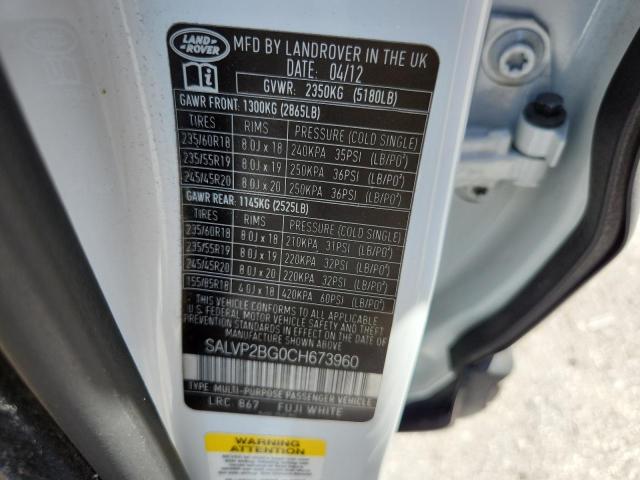 LAND
ROVER
MFD BY LANDROVER IN THE UK
DATE: 04/12
GVWR: 2350KG (5180LB)
GAWR FRONT: 1300KG (2865LB)
TIRES RIMS PRESSURE (COLD SINGLE)
235/60R18 8.0J x 18 240KPA 35PSI (LB/PO²)
235/55R19 8.0J x 19 250KPA 36PSI (LB/PO²)
245/45R20 8.0J x 20 250KPA 36PSI (LB/PO²)
GAWR REAR: 1145KG (2525LB)
TIRES RIMS PRESSURE (COLD SINGLE)
235/60R18 8.0J x 18 210KPA 31PSI (LB/PO²)
235/55R19 8.0J x 19 220KPA 32PSI (LB/PO²)
245/45R20 8.0J x 20 220KPA 32PSI (LB/PO²)
155/85R18 4.0J x 18 420KPA 60PSI (LB/PO²)
THIS VEHICLE CONFORMS TO ALL APPLICABLE
U.S. FEDERAL MOTOR VEHICLE SAFETY AND THEFT
PREVENTION STANDARDS IN EFFECT ON THE DATE
OF MANUFACTURE SHOWN ABOVE
SALVP2BG0CH673960
TYPE (MULTI-PURPOSE PASSENGER VEHICLE
LRC 867 FUJI WHITE
WARNING
ATTENTION